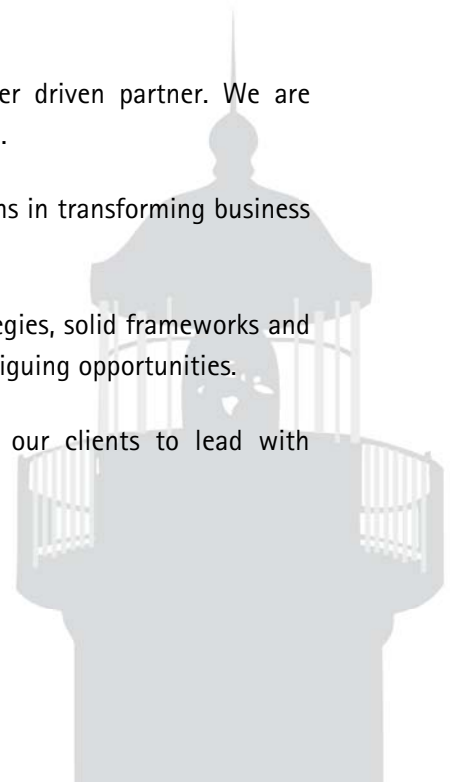 er driven partner. We are
.
ns in transforming business
egies, solid frameworks and
iguing opportunities.
our clients to lead with